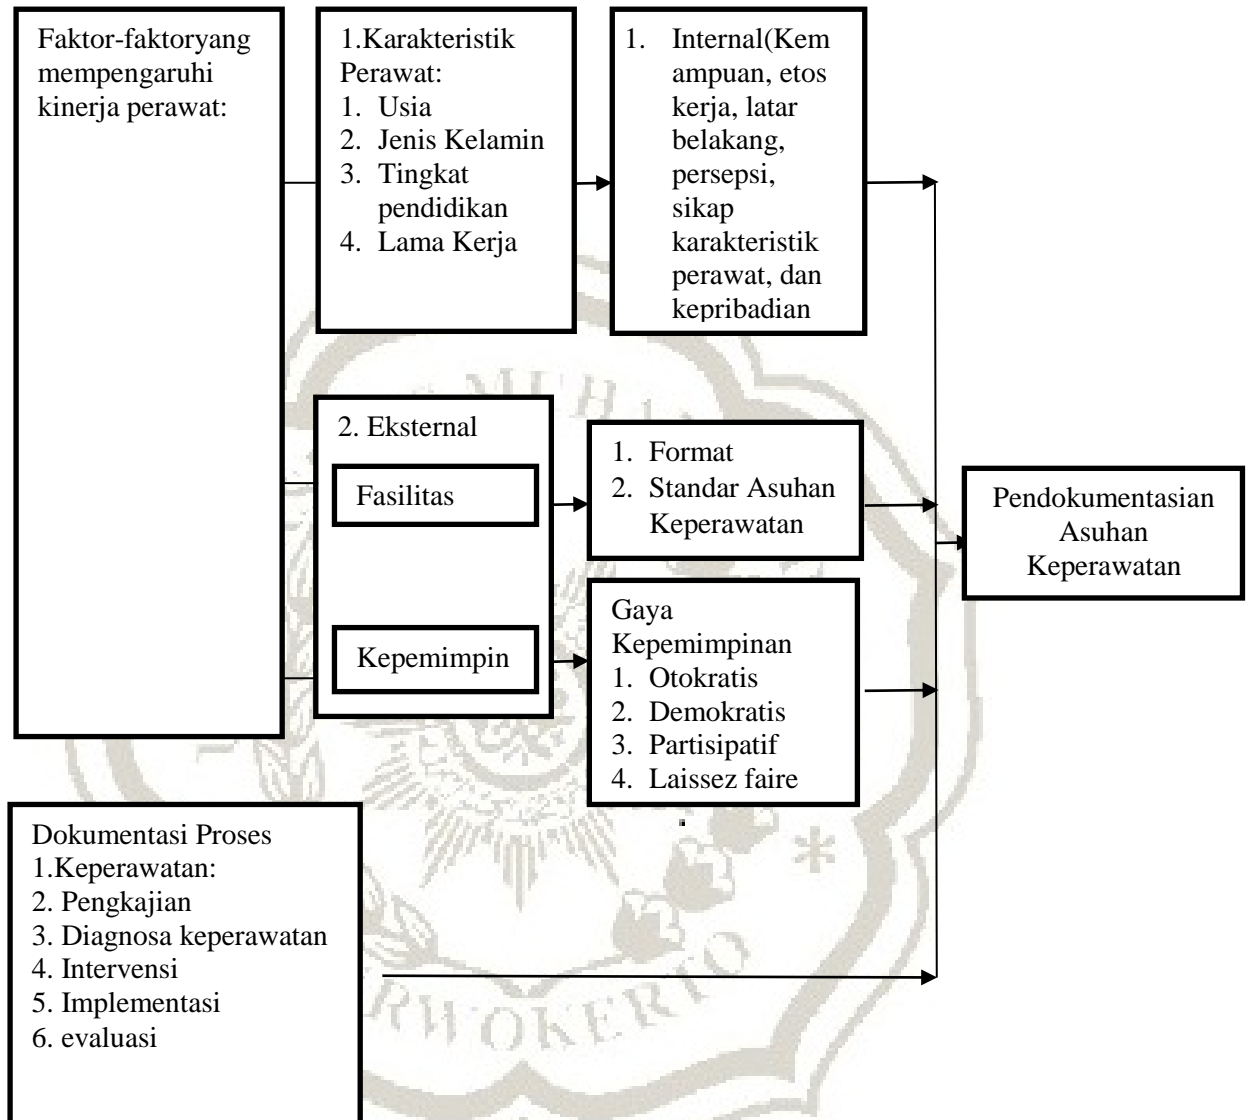 Faktor-faktoryang
mempengaruhi
kinerja perawat:
1.Karakteristik
Perawat:
1. Usia
2. Jenis Kelamin
3. Tingkat
pendidikan
4. Lama Kerja
1. Internal(Kem
ampuan, etos
kerja, latar
belakang,
persepsi,
sikap
karakteristik
perawat, dan
kepribadian
2. Eksternal
Fasilitas
Kepemimpin
1. Format
2. Standar Asuhan
Keperawatan
Gaya
Kepemimpinan
1. Otokratis
2. Demokratis
3. Partisipatif
4. Laissez faire
Pendokumentasian
Asuhan
Keperawatan
Dokumentasi Proses
1.Keperawatan:
2. Pengkajian
3. Diagnosa keperawatan
4. Intervensi
5. Implementasi
6. evaluasi